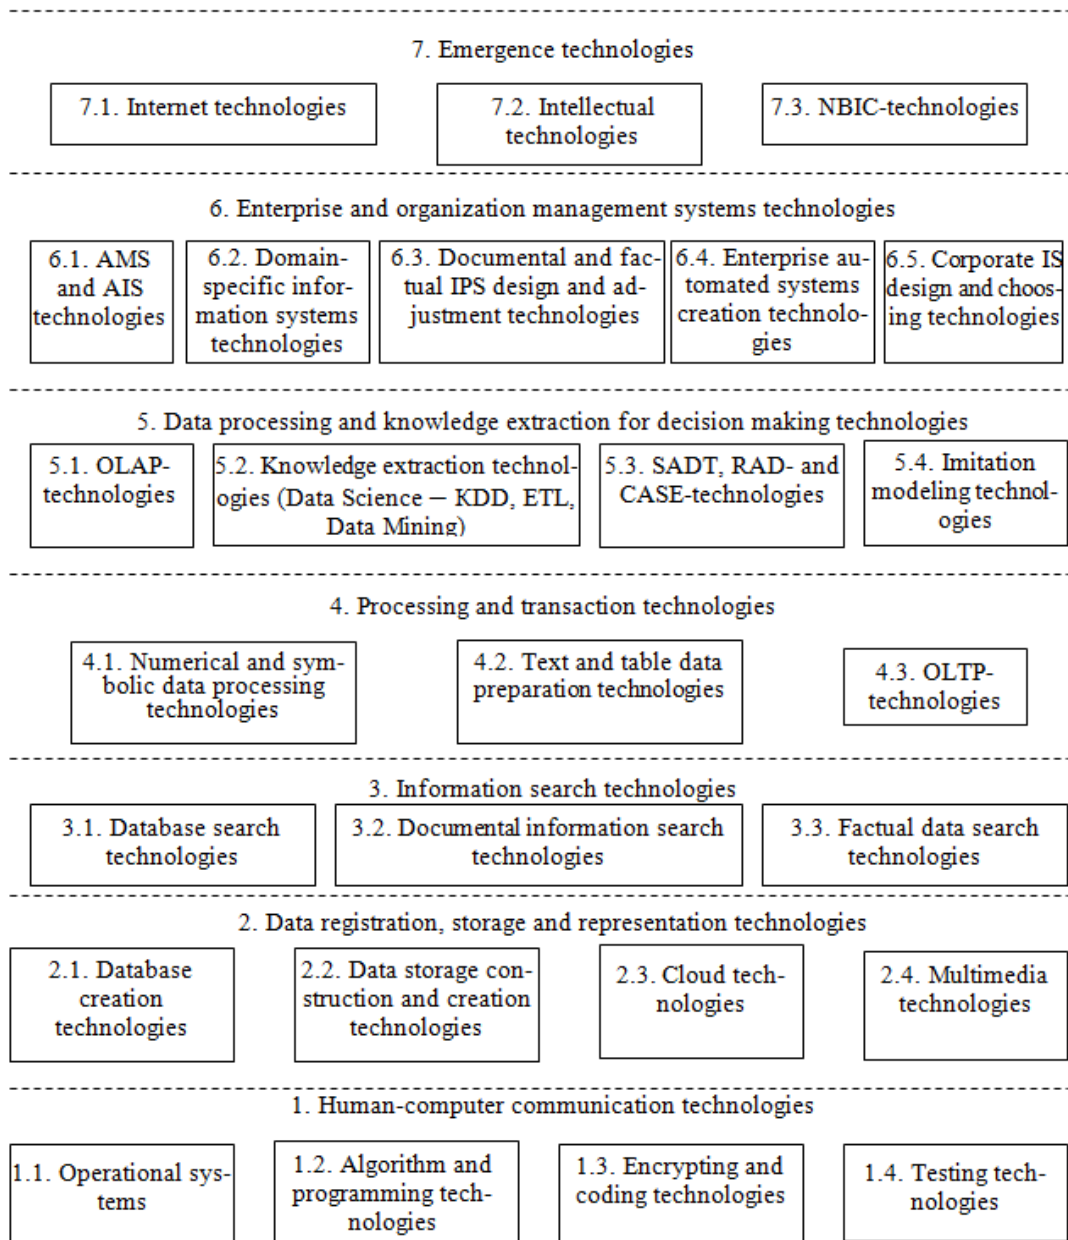 7. Emergence technologies
7.1. Internet technologies
7.2. Intellectual
technologies
7.3. NBIC-technologies
6. Enterprise and organization management systems technologies
6.1. AMS
and AIS
technologies
6.2. Domain-
specific infor-
mation systems
technologies
6.3. Documental and fac-
tual IPS design and ad-
justment technologies
6.4. Enterprise au-
tomated systems
creation technolo-
gies
6.5. Corporate IS
design and choos-
ing technologies
5. Data processing and knowledge extraction for decision making technologies
5.1. OLAP-
technologies
5.2. Knowledge extraction technol-
ogies (Data Science – KDD, ETL,
Data Mining)
5.3. SADT, RAD- and
CASE-technologies
5.4. Imitation
modeling technol-
ogies
4. Processing and transaction technologies
4.1. Numerical and sym-
bolic data processing
technologies
4.2. Text and table data
preparation technologies
4.3. OLTP-
technologies
3. Information search technologies
3.1. Database search
technologies
3.2. Documental information search
technologies
3.3. Factual data search
technologies
2. Data registration, storage and representation technologies
2.1. Database
creation
technologies
2.2. Data storage con-
struction and creation
technologies
2.3. Cloud tech-
nologies
2.4. Multimedia
technologies
1. Human-computer communication technologies
1.1. Operational sys-
tems
1.2. Algorithm and
programming tech-
nologies
1.3. Encrypting and
coding technologies
1.4. Testing tech-
nologies